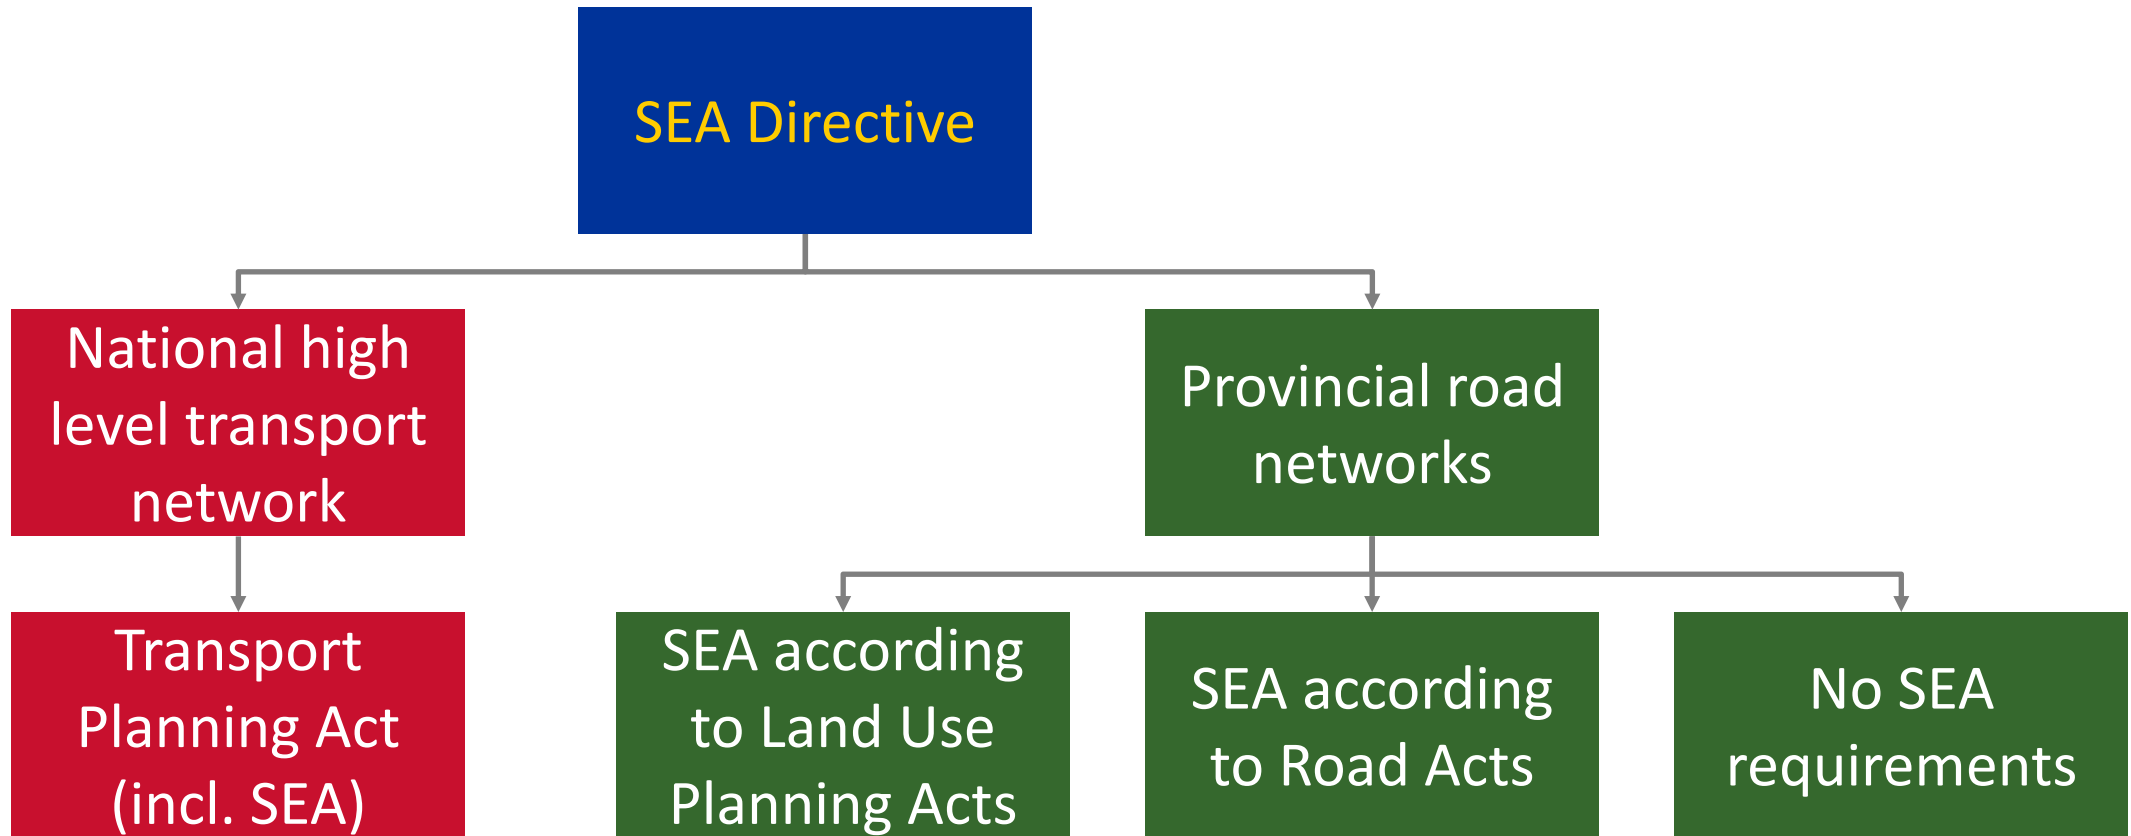 SEA Directive
National high
level transport
network
Provincial road
networks
Transport
Planning Act
(incl. SEA)
SEA according
to Land Use
Planning Acts
SEA according
to Road Acts
No SEA
requirements